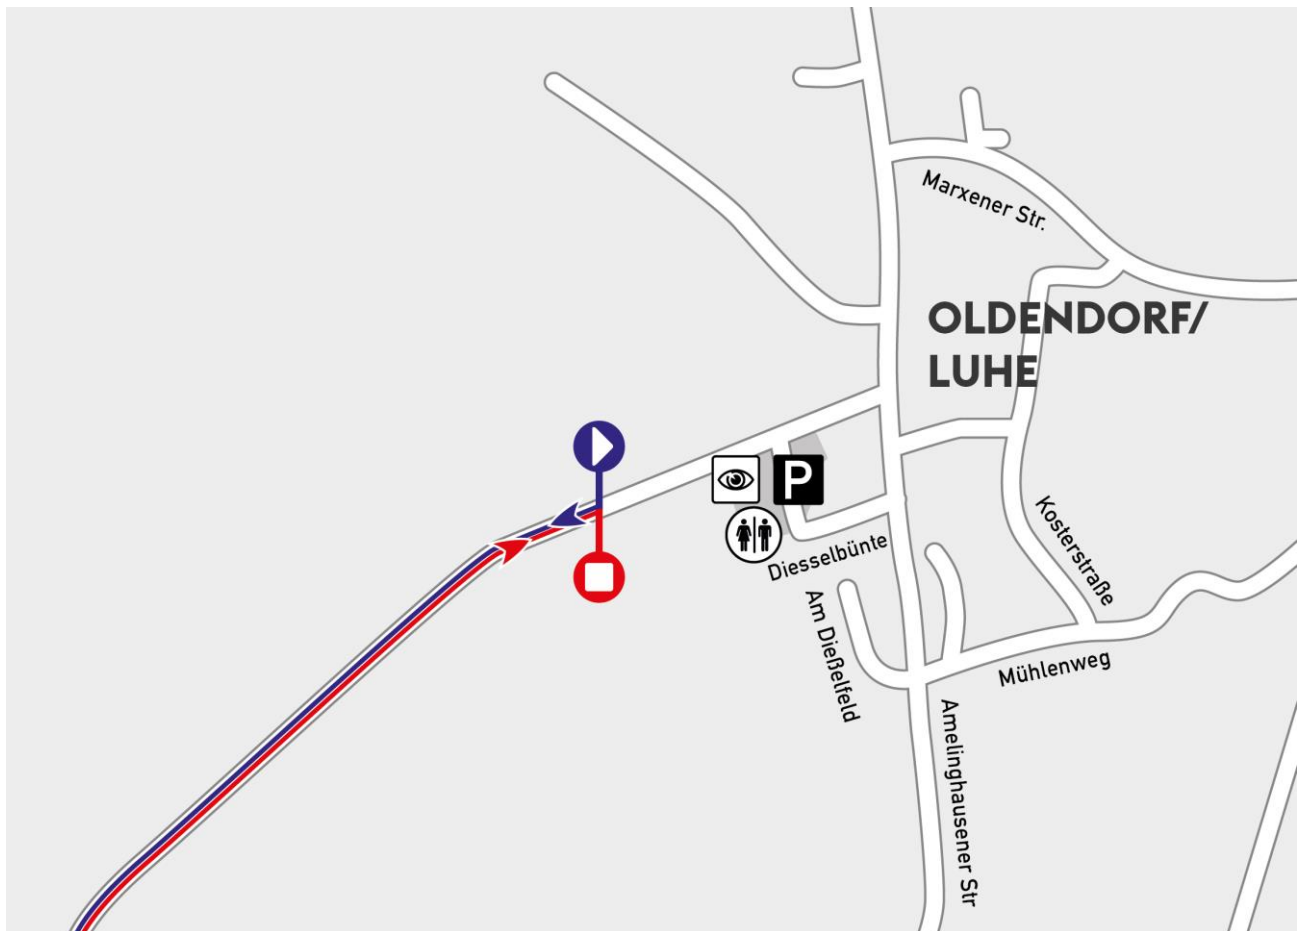 Marxener Str.
OLDENDORF/
LUHE
P
Diesselbünte
Kosterstraße
Am Dießelfeld
Mühlenweg
Amelinghausener Str